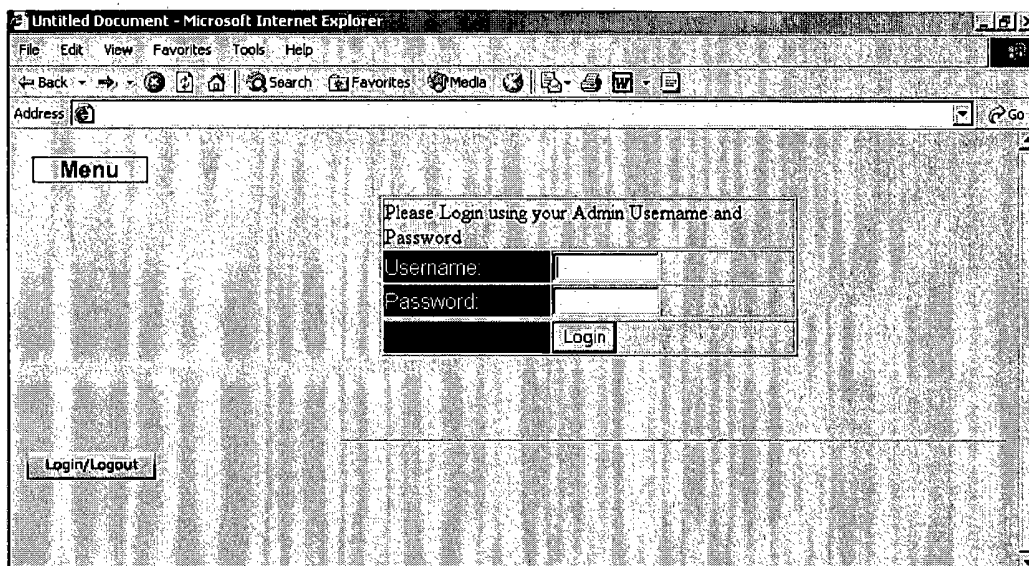 Untitled Document - Microsoft Internet Explorer
File Edit View Favorites Tools Help
Back Search Favorites Media
Address Go
Menu
Please Login using your Admin Username and
Password
Username:
Password:
Login
Login/Logout